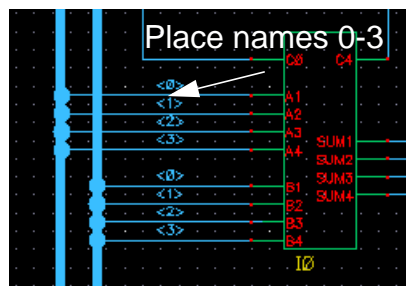 Place names 0-3
C0 C4
<0>
A1
<1>
A2
<2>
A3
<3>
A4
SUM1
SUM2
SUM3
SUM4
<0>
B1
<1>
B2
<2>
B3
<3>
B4
I0